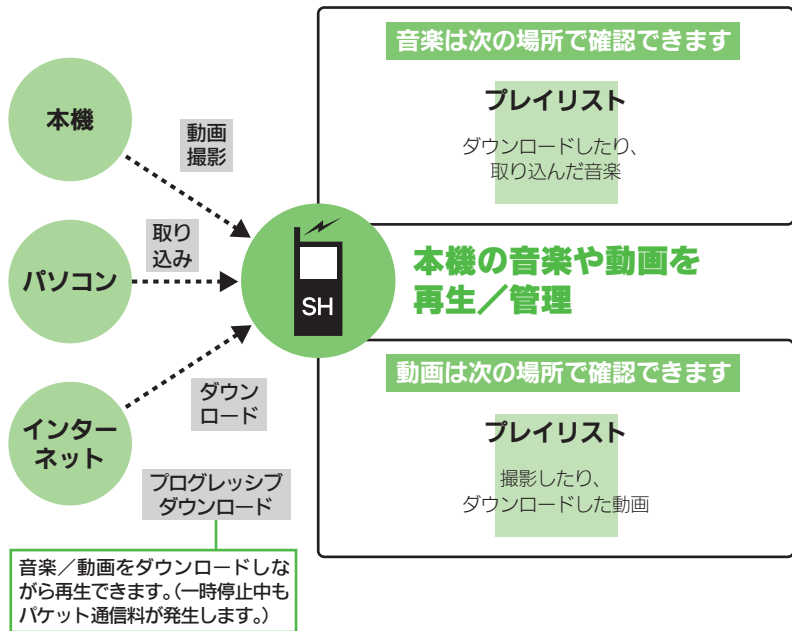 本機
動画
撮影
取り
込み
パソコン
SH
ダウン
ロード
インター
ネット
プログレッシブ
ダウンロード
音楽/動画をダウンロードしな
がら再生できます。(一時停止中も
パケット通信料が発生します。)
音楽は次の場所で確認できます
プレイリスト
ダウンロードしたり、
取り込んだ音楽
本機の音楽や動画を
再生/管理
動画は次の場所で確認できます
プレイリスト
撮影したり、
ダウンロードした動画